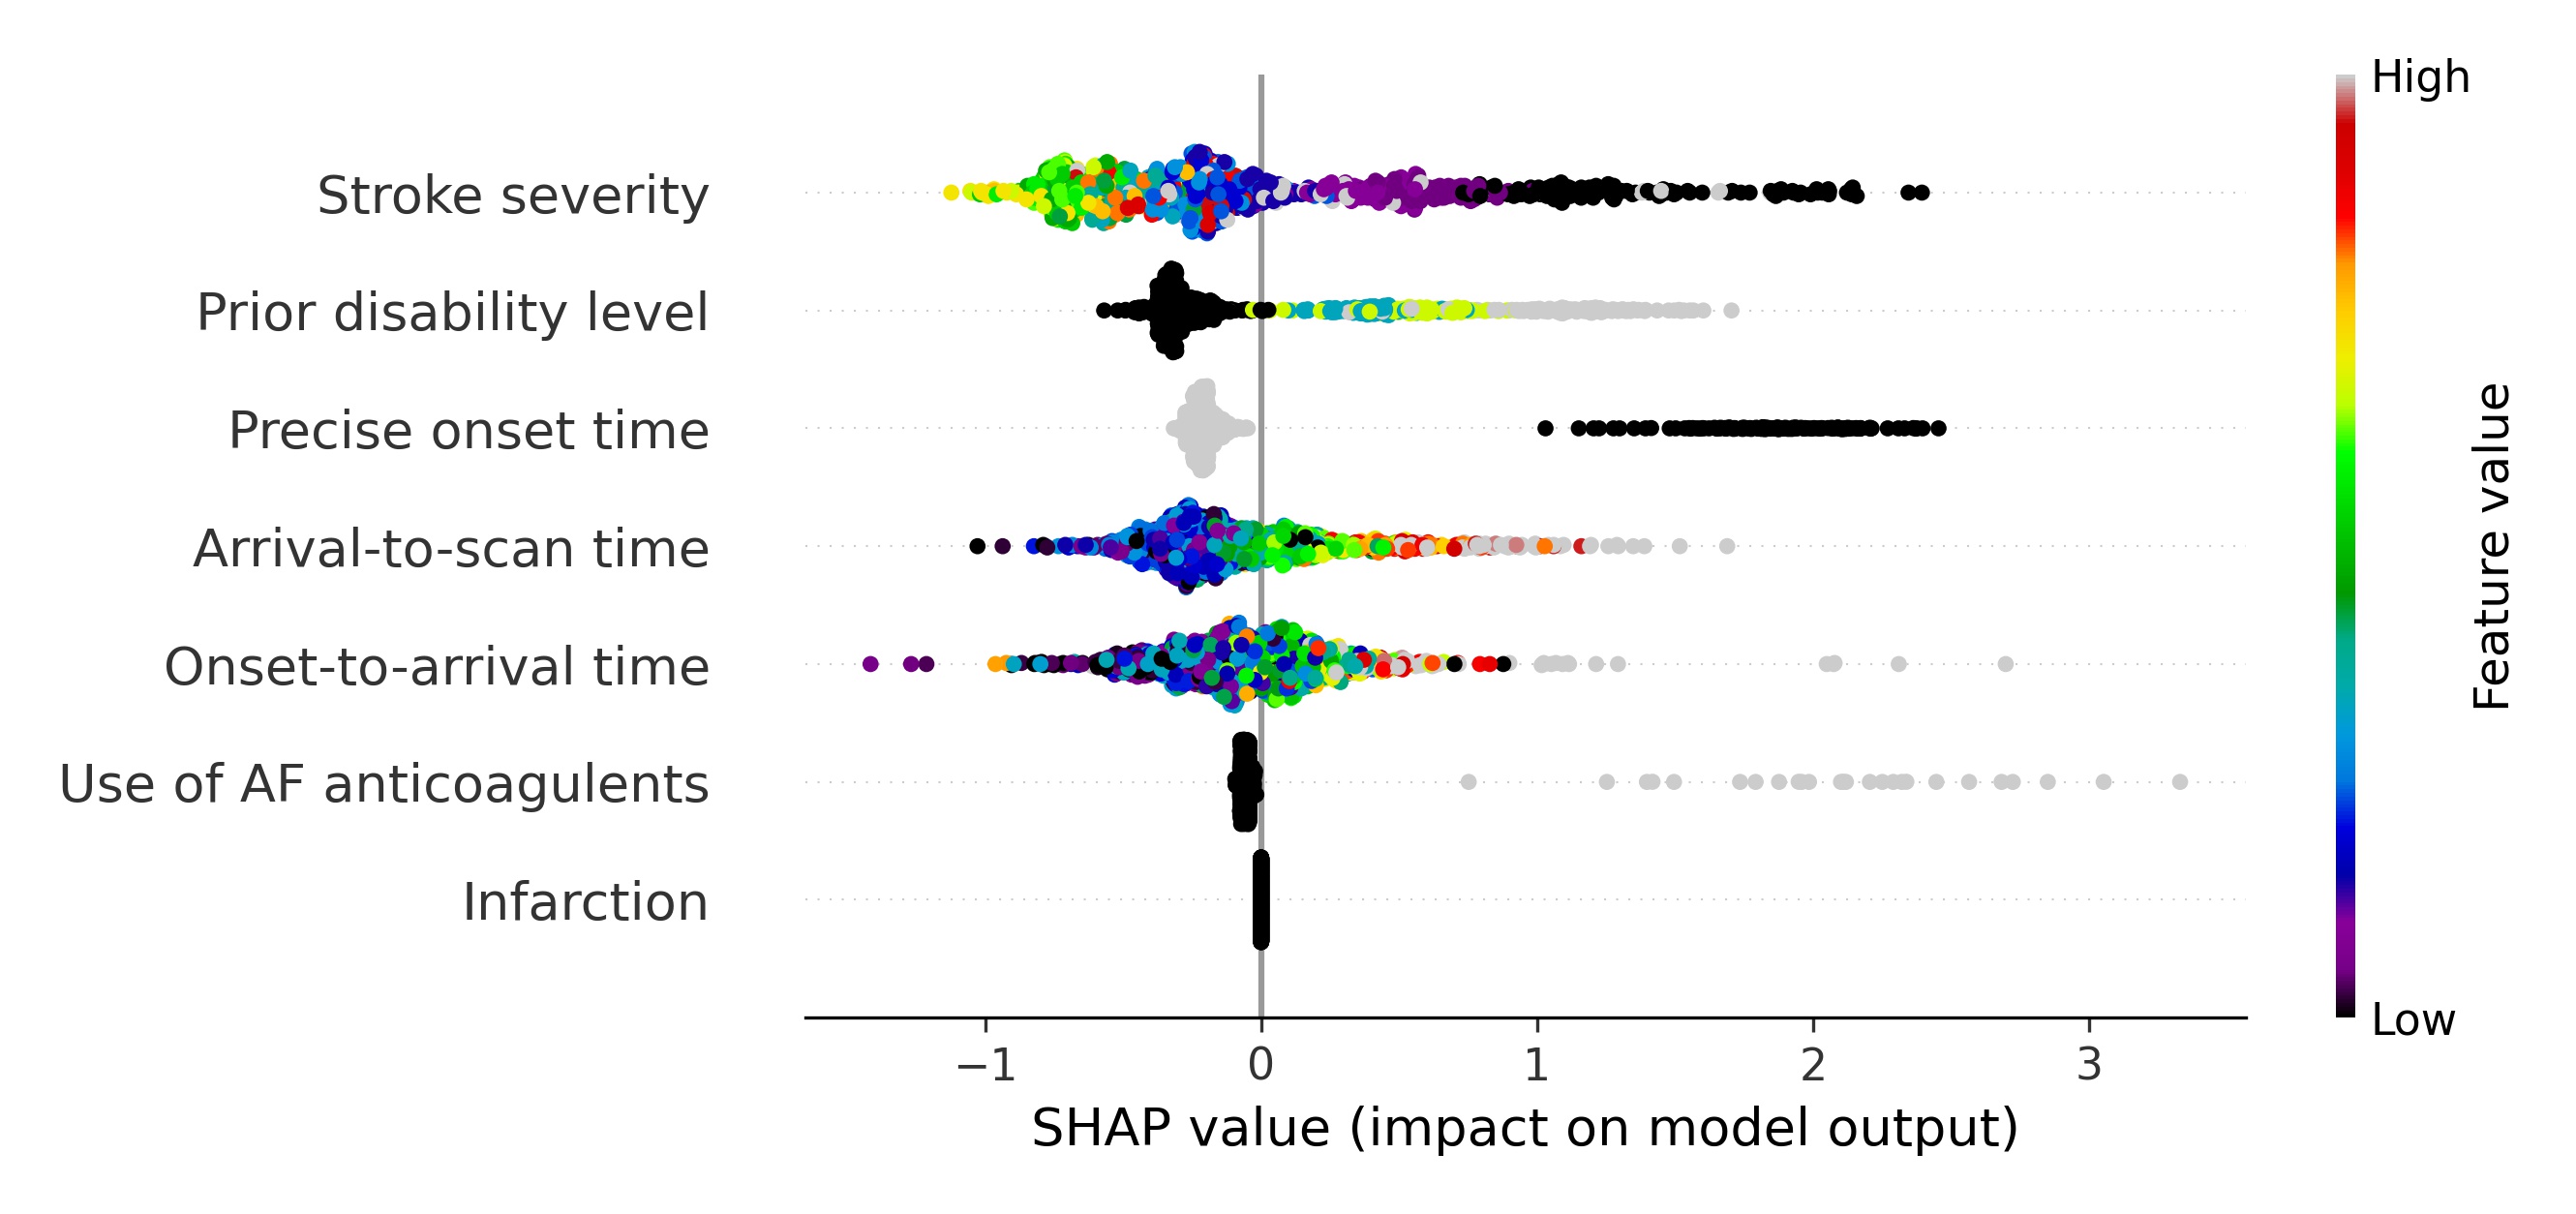 High
Stroke severity
Prior disability level
Precise onset time
Arrival-to-scan time
Onset-to-arrival time
Use of AF anticoagulents
Infarction
Feature value
Low
−1 0 1 2 3
SHAP value (impact on model output)